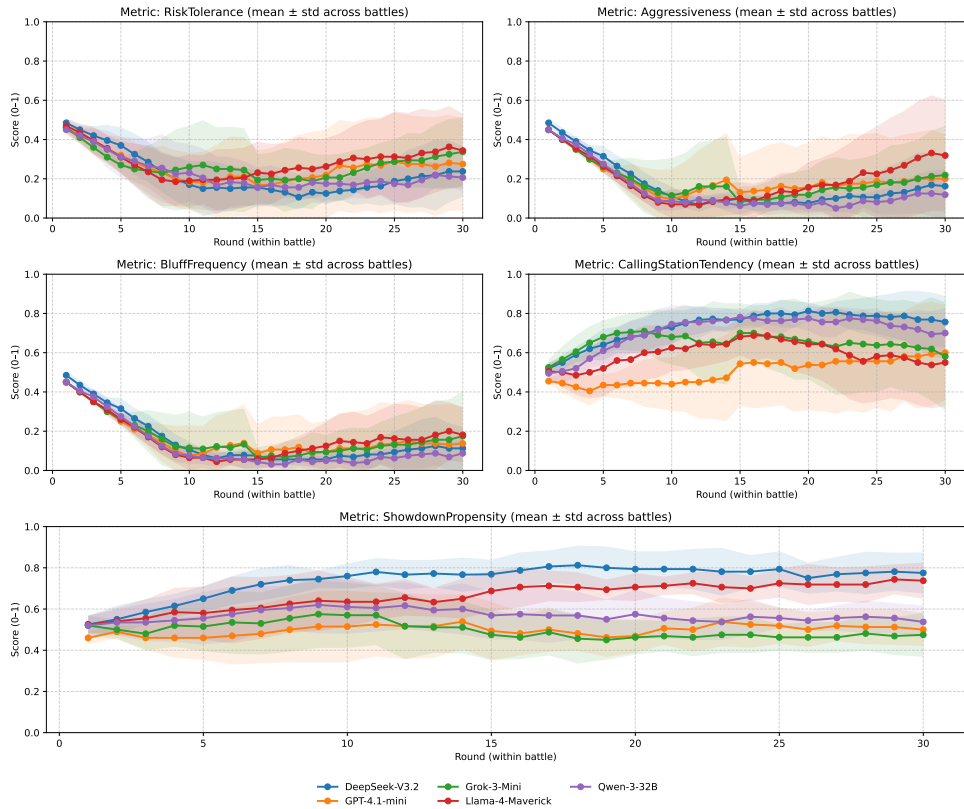 Metric: RiskTolerance (mean ± std across battles)
1.0
0.8
0.6
0.4
0.2
0.0
Score (0–1)
0 5 10 15 20 25 30
Round (within battle)
Metric: Aggressiveness (mean ± std across battles)
1.0
0.8
0.6
0.4
0.2
0.0
Score (0–1)
0 5 10 15 20 25 30
Round (within battle)
Metric: BluffFrequency (mean ± std across battles)
1.0
0.8
0.6
0.4
0.2
0.0
Score (0–1)
0 5 10 15 20 25 30
Round (within battle)
Metric: CallingStationTendency (mean ± std across battles)
1.0
0.8
0.6
0.4
0.2
0.0
Score (0–1)
0 5 10 15 20 25 30
Round (within battle)
Metric: ShowdownPropensity (mean ± std across battles)
1.0
0.8
0.6
0.4
0.2
0.0
Score (0–1)
0 5 10 15 20 25 30
Round (within battle)
DeepSeek-V3.2 Grok-3-Mini Qwen-3-32B
GPT-4.1-mini Llama-4-Maverick